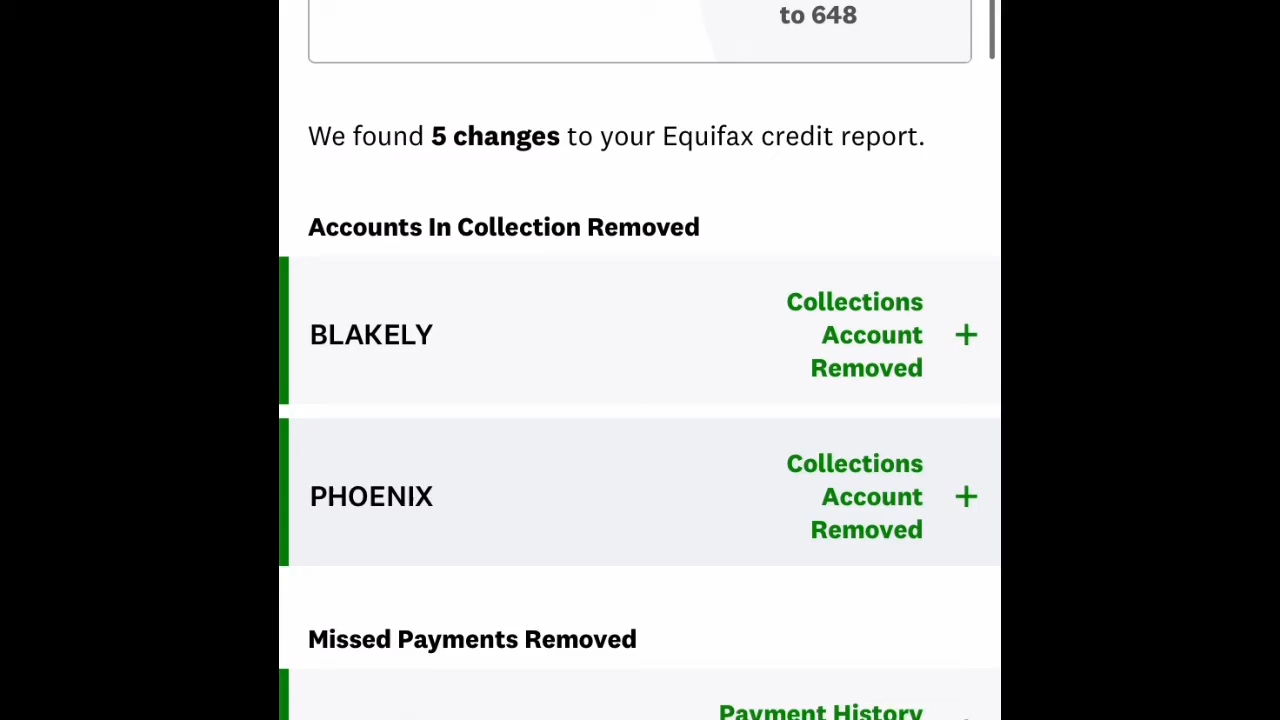 to 648
We found 5 changes to your Equifax credit report.
Accounts In Collection Removed
BLAKELY
Collections
Account
Removed
+
PHOENIX
Collections
Account
Removed
+
Missed Payments Removed
Payment History